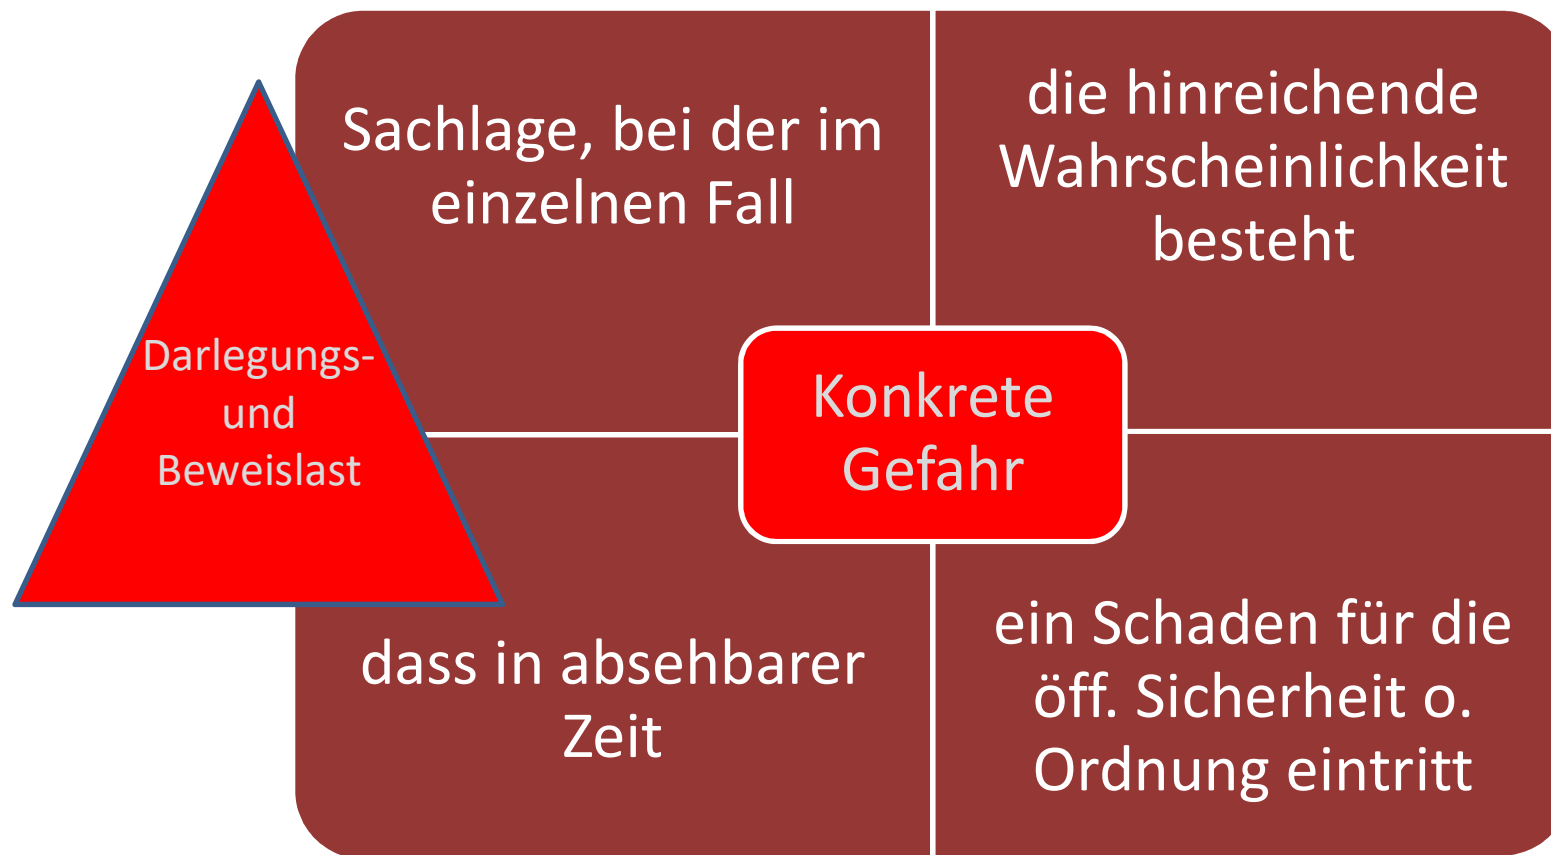 Sachlage, bei der im
einzelnen Fall
die hinreichende
Wahrscheinlichkeit
besteht
Darlegungs-
und
Beweislast
Konkrete
Gefahr
dass in absehbarer
Zeit
ein Schaden für die
öff. Sicherheit o.
Ordnung eintritt